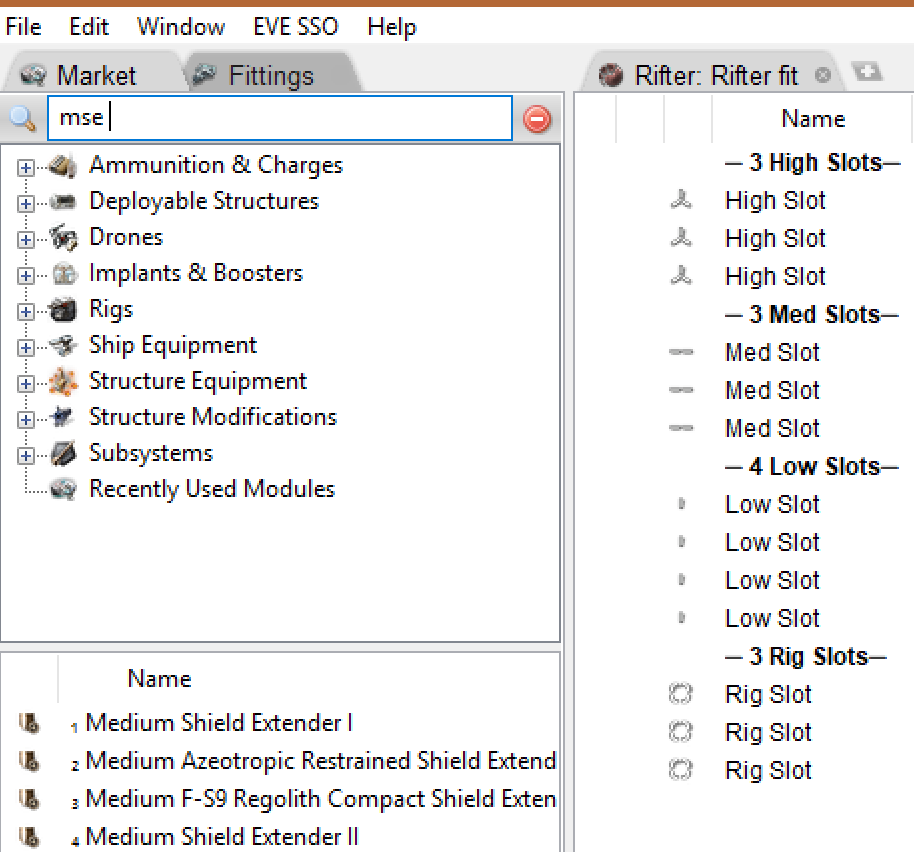 File Edit Window EVE SSO Help
Market Fittings
mse
Ammunition & Charges
Deployable Structures
Drones
Implants & Boosters
Rigs
Ship Equipment
Structure Equipment
Structure Modifications
Subsystems
Recently Used Modules
Name
1 Medium Shield Extender I
2 Medium Azeotropic Restrained Shield Extend
3 Medium F-S9 Regolith Compact Shield Exten
4 Medium Shield Extender II
Rifter: Rifter fit
Name
– 3 High Slots–
High Slot
High Slot
High Slot
– 3 Med Slots–
Med Slot
Med Slot
Med Slot
– 4 Low Slots–
Low Slot
Low Slot
Low Slot
Low Slot
– 3 Rig Slots–
Rig Slot
Rig Slot
Rig Slot